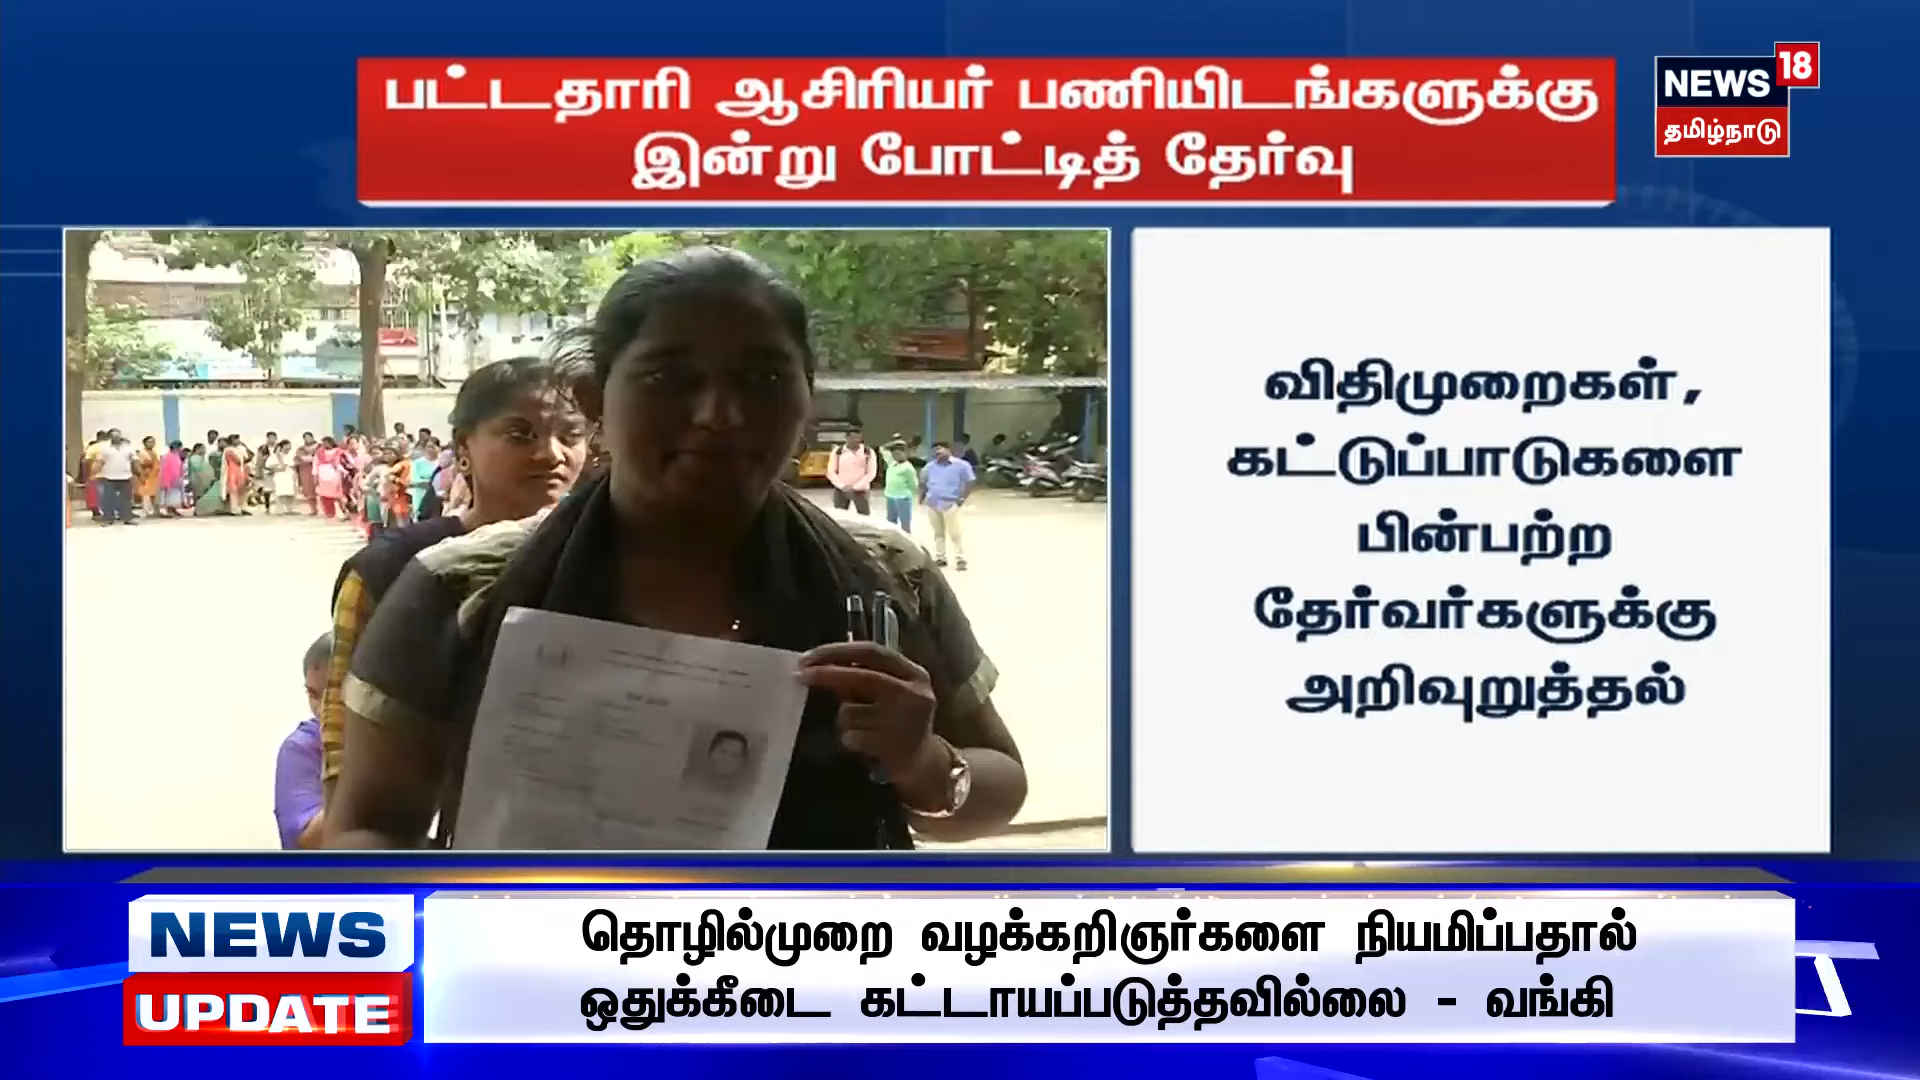 பட்டதாரி ஆசிரியர் பணியிடங்களுக்கு
இன்று போட்டித் தேர்வு
NEWS 18
தமிழ்நாடு
விதிமுறைகள்,
கட்டுப்பாடுகளை
பின்பற்ற
தேர்வர்களுக்கு
அறிவுறுத்தல்
NEWS
UPDATE
தொழில்முறை வழக்கறிஞர்களை நியமிப்பதால்
ஒதுக்கீடை கட்டாயப்படுத்தவில்லை - வங்கி